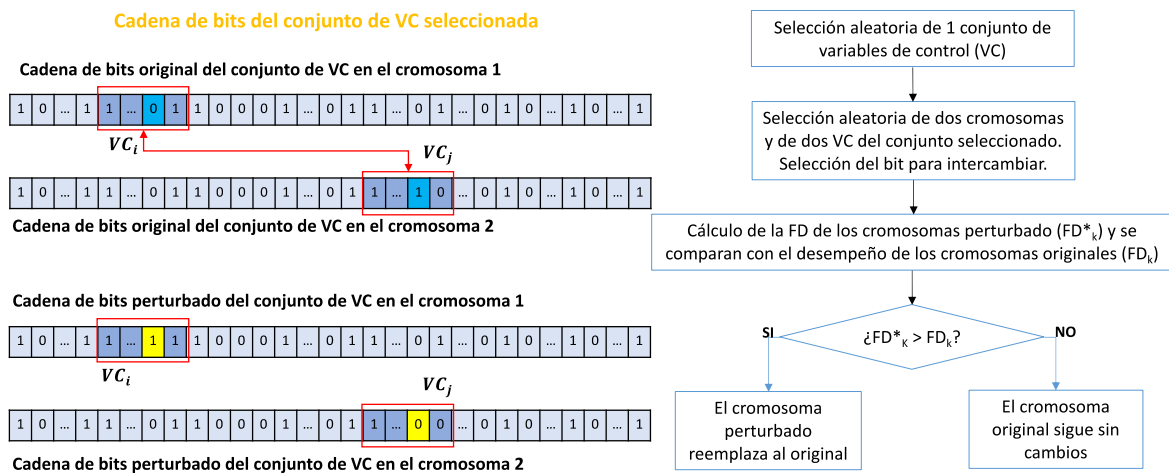 Cadena de bits del conjunto de VC seleccionada
Cadena de bits original del conjunto de VC en el cromosoma 1
1 0 ... 1 1 ... 0 1 1 0 0 0 1 ... 0 1 1 ... 0 1 ... 0 1 0 ... 1 0 ... 1
VC_i
VC_j
1 0 ... 1 1 ... 0 1 1 0 0 0 1 ... 0 1 1 ... 1 0 ... 0 1 0 ... 1 0 ... 1
Cadena de bits original del conjunto de VC en el cromosoma 2
Cadena de bits perturbado del conjunto de VC en el cromosoma 1
1 0 ... 1 1 ... 1 1 1 0 0 0 1 ... 0 1 1 ... 0 1 ... 0 1 0 ... 1 0 ... 1
VC_i
VC_j
1 0 ... 1 1 ... 0 1 1 0 0 0 1 ... 0 1 1 ... 0 0 ... 0 1 0 ... 1 0 ... 1
Cadena de bits perturbado del conjunto de VC en el cromosoma 2
Selección aleatoria de 1 conjunto de
variables de control (VC)
Selección aleatoria de dos cromosomas
y de dos VC del conjunto seleccionado.
Selección del bit para intercambiar.
Cálculo de la FD de los cromosomas perturbado (FD*_k) y se
comparan con el desempeño de los cromosomas originales (FD_k)
SI
¿FD*_K > FD_k?
NO
El cromosoma
perturbado
reemplaza al original
El cromosoma
original sigue sin
cambios